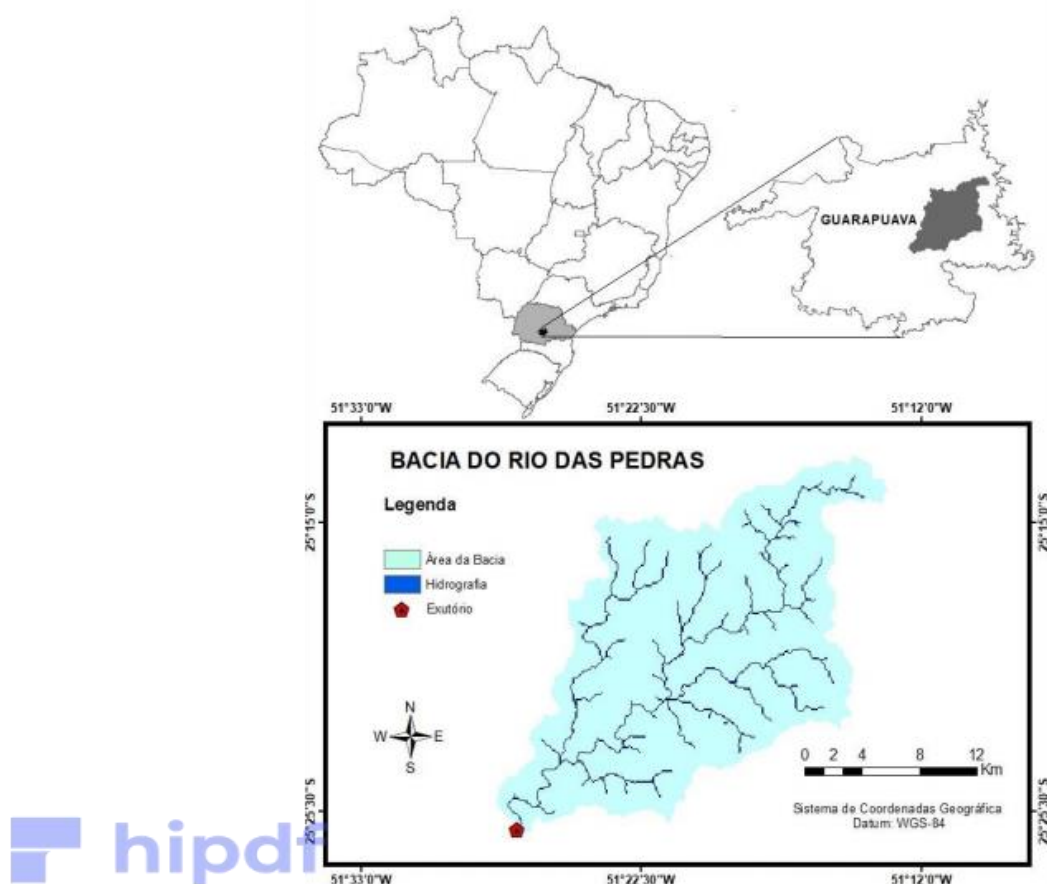 GUARAPUAVA
51°33'0"W 51°22'30"W 51°12'0"W
BACIA DO RIO DAS PEDRAS
Legenda
25°15'0"S 25°15'0"S
Área da Bacia
Hidrografia
Exutório
N
W E
S
0 2 4 8 12
Km
Sistema de Coordenadas Geográfica
Datum: WGS-84
25°25'30"S 25°25'30"S
hipdf
51°33'0"W 51°22'30"W 51°12'0"W